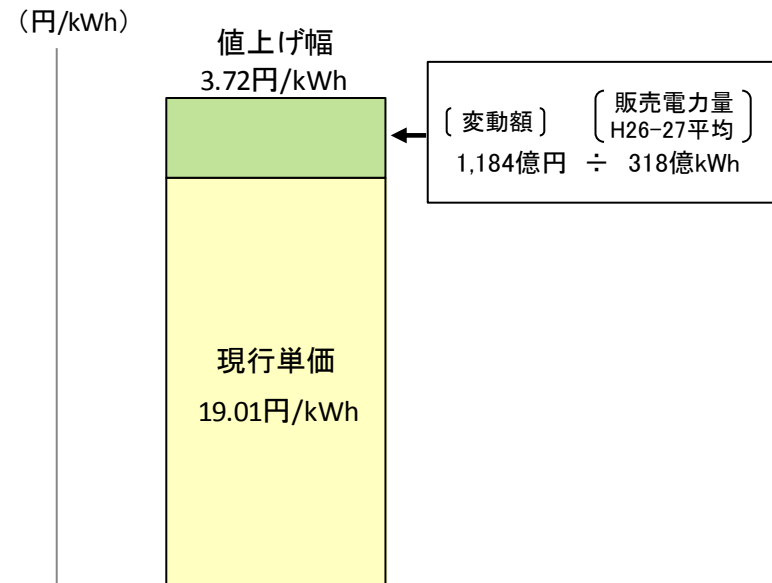 （円/kWh）
値上げ幅
3.72円/kWh
〔変動額〕
販売電力量
H26-27平均
1,184億円 ÷ 318億kWh
現行単価
19.01円/kWh